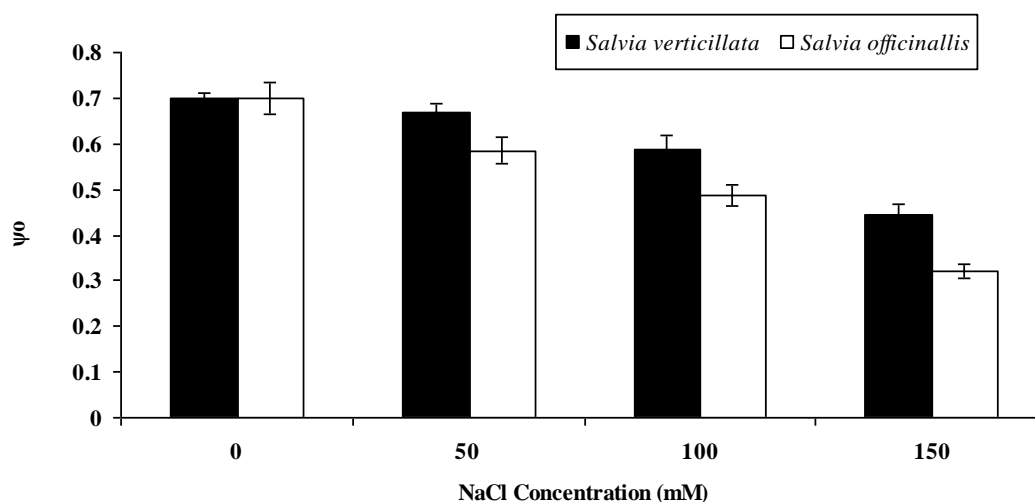 Salvia verticillata Salvia officinallis
0.8
0.7
0.6
0.5
0.4
0.3
0.2
0.1
0
ψo
0 50 100 150
NaCl Concentration (mM)